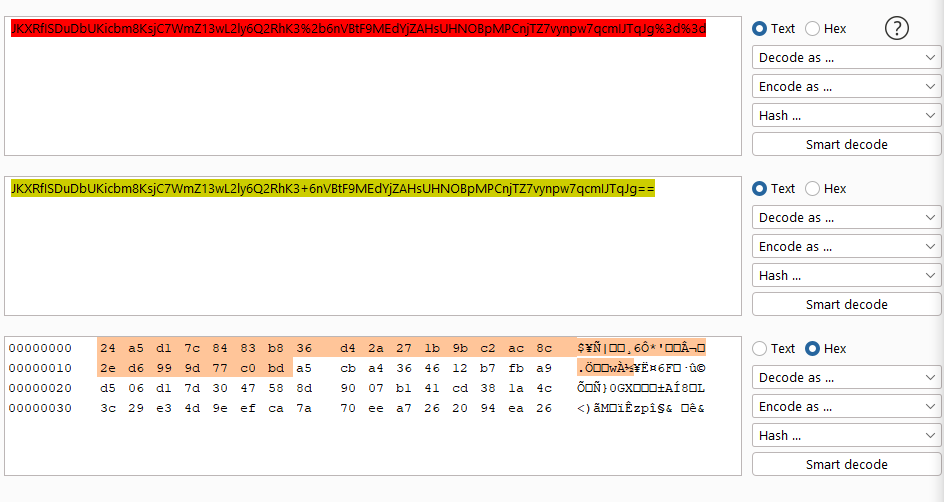 JKXRfISDuDbUKicbm8KsjC7WmZ13wL2ly6Q2RhK3%2b6nVBtF9MEdYjZAHsUHNOBpMPCnjTZ7vynpw7qcmIJTqJg%3d%3d
Text Hex ?
Decode as ...
Encode as ...
Hash ...
Smart decode
JKXRfISDuDbUKicbm8KsjC7WmZ13wL2ly6Q2RhK3+6nVBtF9MEdYjZAHsUHNOBpMPCnjTZ7vynpw7qcmIJTqJg==
Text Hex
Decode as ...
Encode as ...
Hash ...
Smart decode
00000000 24 a5 d1 7c 84 83 b8 36 d4 2a 27 1b 9b c2 ac 8c $¥Ñ|□□¸6Ô*'□□Â¬□
00000010 2e d6 99 9d 77 c0 bd a5 cb a4 36 46 12 b7 fb a9 .Ö□□wÀ½¥Ë¤6F□·û©
00000020 d5 06 d1 7d 30 47 58 8d 90 07 b1 41 cd 38 1a 4c Õ□Ñ}0GX□□□±AÍ8□L
00000030 3c 29 e3 4d 9e ef ca 7a 70 ee a7 26 20 94 ea 26 <)ãM□ïÊzpî§& □ê&
Text Hex
Decode as ...
Encode as ...
Hash ...
Smart decode